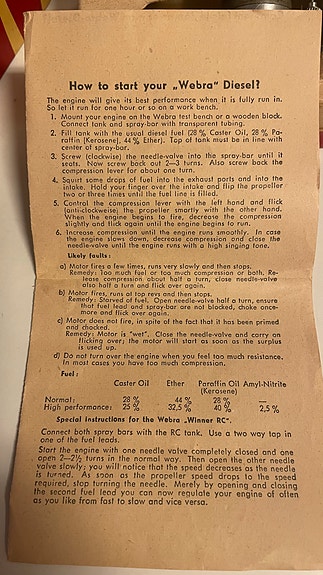 How to start your „Webra" Diesel?
The engine will give its best performance when it is fully run in.
So let it run for one hour or so on a work bench.
1. Mount your engine on the Webra test bench or a wooden block.
Connect tank and spray-bar with transparent tubing.
2. Fill tank with the usual diesel fuel (28 % Castor Oil, 28 % Pa-
raffin (Kerosene), 44 % Ether). Top of tank must be in line with
center of spray-bar.
3. Screw (clockwise) the needle-valve into the spray-bar until it
seats. Now screw back out 2—3 turns. Also screw back the
compression lever for about one turn.
4. Squirt some drops of fuel into the exhaust ports and into the
intake. Hold your finger over the intake and flip the propeller
two or three times until the fuel line is filled.
5. Control the compression lever with the left hand and flick
(anti-clockweise) the propeller smartly with the other hand.
When the engine begins to fire, decrease the compression
slightly and flick again until the engine begins to run.
6. Increase compression until the engine runs smoothly. In case
the engine slows down, decrease compression and close the
needle-valve until the engine runs with a high singing tone.
Likely faults:
a) Motor fires a few times, runs very slowly and then stops.
Remedy: Too much fuel or too much compression or both. Re-
lease compression about half a turn, close needle-valve
also half a turn and flick over again.
b) Motor fires, runs at top revs and then stops.
Remedy: Starved of fuel. Open needle-valve half a turn, ensure
that fuel lead and spray-bar are not blocked, choke once-
more and flick over again.
c) Motor does not fire, in spite of the fact that it has been primed
and chocked.
Remedy: Motor is "wet". Close the needle-valve and carry on
flicking over; the motor will start as soon as the surplus
is used up.
d) Do not turn over the engine when you feel too much resistance.
In most cases you have too much compression.
Fuel:
Caster Oil Ether Paraffin Oil Amyl-Nitrite
(Kerosene)
Normal: 28 % 44 % 28 % —
High performance: 25 % 32,5 % 40 % 2,5 %
Special instructions for the Webra „Winner RC".
Connect both spray bars with the RC tank. Use a two way tap in
one of the fuel leads.
Start the engine with one needle valve completely closed and one
open 2—2½ turns in the normal way. Then open the other needle
valve slowly; you will notice that the speed decreases as the needle
is turned. As soon as the propeller speed drops to the speed
required, stop turning the needle. Merely by opening and closing
the second fuel lead you can now regulate your engine of often
as you like from fast to slow and vice versa.